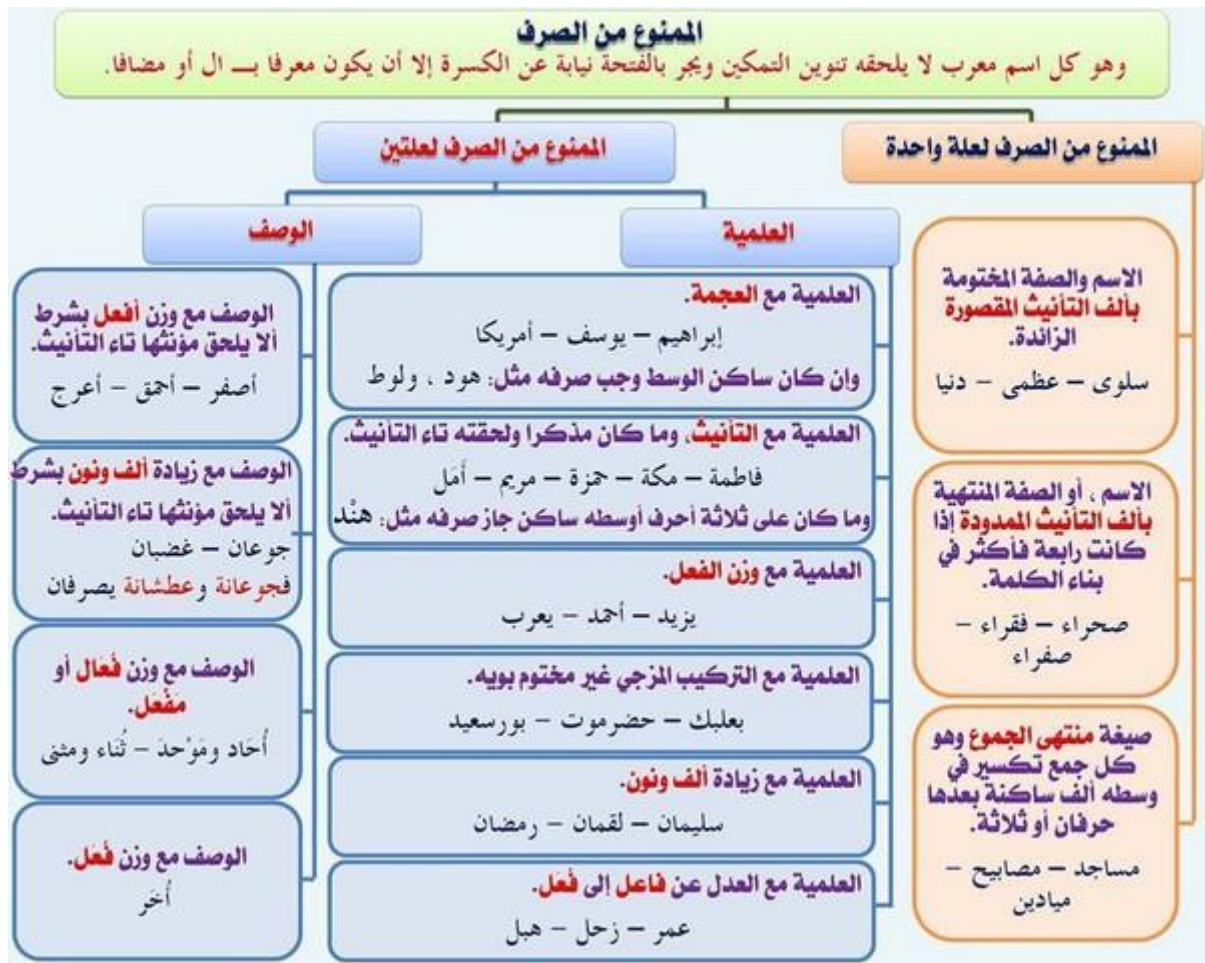 الممنوع من الصرف
وهو كل اسم معرب لا يلحقه تنوين التمكين ويجر بالفتحة نيابة عن الكسرة إلا أن يكون معرفا بـــ ال أو مضافا.
الممنوع من الصرف لعلة واحدة
الاسم والصفة المختومة
بألف التأنيث المقصورة
الزائدة.
سلوى – عظمى – دنيا
الاسم ، أو الصفة المنتهية
بألف التأنيث الممدودة إذا
كانت رابعة فأكثر في
بناء الكلمة.
صحراء – فقراء –
صفراء
صيغة منتهى الجموع وهو
كل جمع تكسير في
وسطه ألف ساكنة بعدها
حرفان أو ثلاثة.
مساجد – مصابيح –
ميادين
الممنوع من الصرف لعلتين
العلمية
العلمية مع العجمة.
إبراهيم – يوسف – أمريكا
وان كان ساكن الوسط وجب صرفه مثل: هود ، ولوط
العلمية مع التأنيث، وما كان مذكرا ولحقته تاء التأنيث.
فاطمة – مكة – حمزة – مريم – أَمَل
وما كان على ثلاثة أحرف أوسطه ساكن جاز صرفه مثل: هنْد
العلمية مع وزن الفعل.
يزيد – أحمد – يعرب
العلمية مع التركيب المزجي غير مختوم بويه.
بعلبك – حضرموت – بورسعيد
العلمية مع زيادة ألف ونون.
سليمان – لقمان – رمضان
العلمية مع العدل عن فاعل إلى فُعَل.
عمر – زحل – هبل
الوصف
الوصف مع وزن أفعل بشرط
ألا يلحق مؤنثها تاء التأنيث.
أصفر – أحمق – أعرج
الوصف مع زيادة ألف ونون بشرط
ألا يلحق مؤنثها تاء التأنيث.
جوعان – غضبان
فجوعانة وعطشانة يصرفان
الوصف مع وزن فُعَال أو
مفْعَل.
أُحَاد ومَوْحدَ – ثُنَاء ومثنى
الوصف مع وزن فُعَل.
أُخَر